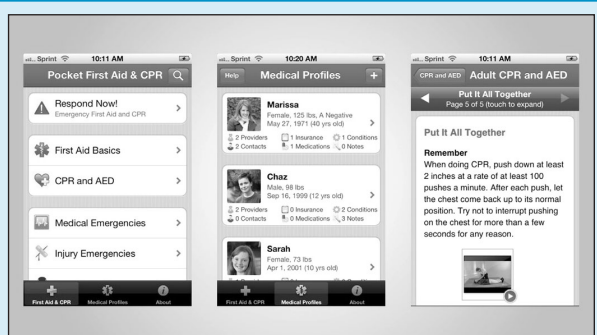 Sprint 10:11 AM
Pocket First Aid & CPR
Respond Now!
Emergency First Aid and CPR
First Aid Basics
CPR and AED
Medical Emergencies
Injury Emergencies
First Aid & CPR Medical Profiles About
Sprint 10:20 AM
Help Medical Profiles +
Marissa
Female, 125 lbs, A Negative
May 27, 1971 (40 yrs old)
2 Providers 1 Insurance 1 Conditions
2 Contacts 1 Medications 0 Notes
Chaz
Male, 98 lbs
Sep 16, 1999 (12 yrs old)
2 Providers 0 Insurance 2 Conditions
2 Contacts 0 Medications 3 Notes
Sarah
Female, 73 lbs
Apr 1, 2001 (10 yrs old)
First Aid & CPR Medical Profiles About
Sprint 10:11 AM
CPR and AED Adult CPR and AED
Put It All Together
Page 5 of 5 (touch to expand)
Put It All Together
Remember
When doing CPR, push down at least
2 inches at a rate of at least 100
pushes a minute. After each push, let
the chest come back up to its normal
position. Try not to interrupt pushing
on the chest for more than a few
seconds for any reason.